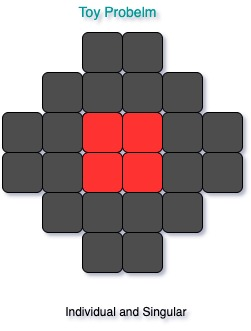 Toy Probelm
Individual and Singular